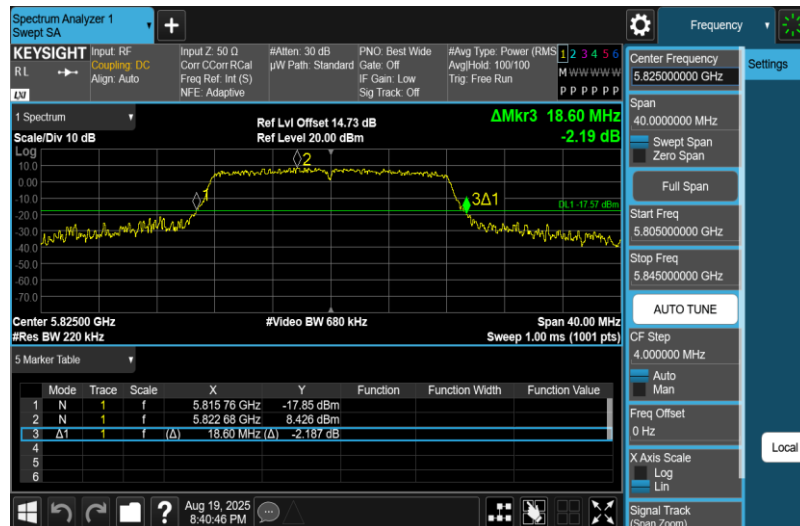 Spectrum Analyzer 1
Swept SA
Frequency
KEYSIGHT
RL
LXI
Input: RF
Coupling: DC
Align: Auto
Input Z: 50 Ω
Corr CCorr RCal
Freq Ref: Int (S)
NFE: Adaptive
#Atten: 30 dB
µW Path: Standard
PNO: Best Wide
Gate: Off
IF Gain: Low
Sig Track: Off
#Avg Type: Power (RMS
Avg|Hold: 100/100
Trig: Free Run
1 2 3 4 5 6
M W W W W W
P P P P P P
1 Spectrum
Scale/Div 10 dB
Ref Lvl Offset 14.73 dB
Ref Level 20.00 dBm
ΔMkr3 18.60 MHz
-2.19 dB
Log
10.0
0.00
-10.0
-20.0
-30.0
-40.0
-50.0
-60.0
-70.0
1
2
3Δ1
DL1 -17.57 dBm
Center 5.82500 GHz
#Video BW 680 kHz
Span 40.00 MHz
#Res BW 220 kHz
Sweep 1.00 ms (1001 pts)
5 Marker Table
Mode Trace Scale X Y Function Function Width Function Value
1 N 1 f 5.815 76 GHz -17.85 dBm
2 N 1 f 5.822 68 GHz 8.426 dBm
3 Δ1 1 f (Δ) 18.60 MHz (Δ) -2.187 dB
4
5
6
Aug 19, 2025
8:40:46 PM
Center Frequency
5.825000000 GHz
Span
40.0000000 MHz
Swept Span
Zero Span
Full Span
Start Freq
5.805000000 GHz
Stop Freq
5.845000000 GHz
AUTO TUNE
CF Step
4.000000 MHz
Auto
Man
Freq Offset
0 Hz
X Axis Scale
Log
Lin
Signal Track
(Span Zoom)
Settings
Local